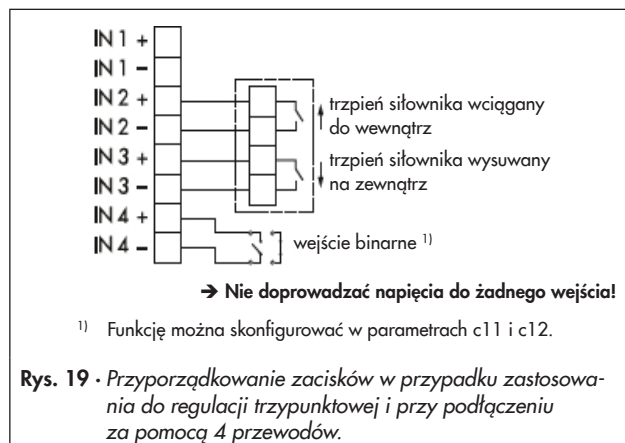 IN 1 +
IN 1 −
IN 2 +
IN 2 −
IN 3 +
IN 3 −
IN 4 +
IN 4 −
trzpień siłownika wciągany
do wewnątrz
trzpień siłownika wysuwany
na zewnątrz
wejście binarne 1)
➔ Nie doprowadzać napięcia do żadnego wejścia!
1) Funkcję można skonfigurować w parametrach c11 i c12.
Rys. 19 · Przyporządkowanie zacisków w przypadku zastosowa-
nia do regulacji trzypunktowej i przy podłączeniu
za pomocą 4 przewodów.